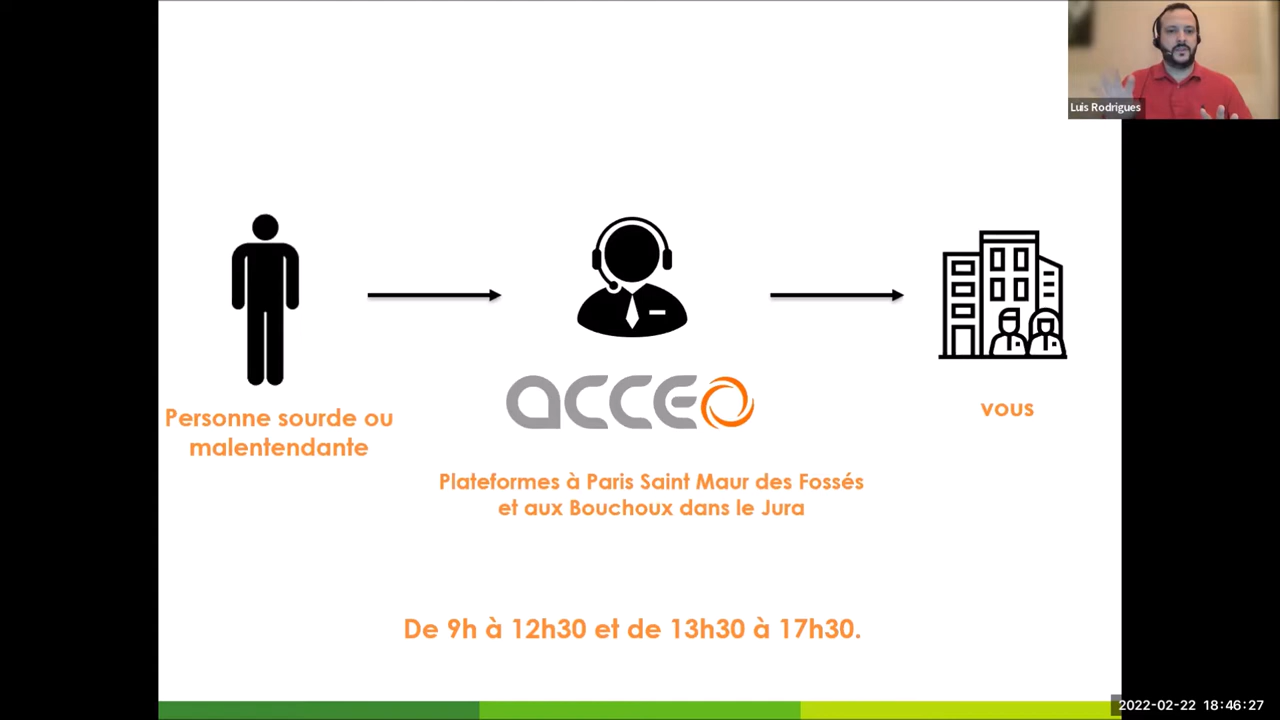 Luis Rodrigues
acceo
Personne sourde ou
malentendante
vous
Plateformes à Paris Saint Maur des Fossés
et aux Bouchoux dans le Jura
De 9h à 12h30 et de 13h30 à 17h30.
2022-02-22 18:46:27